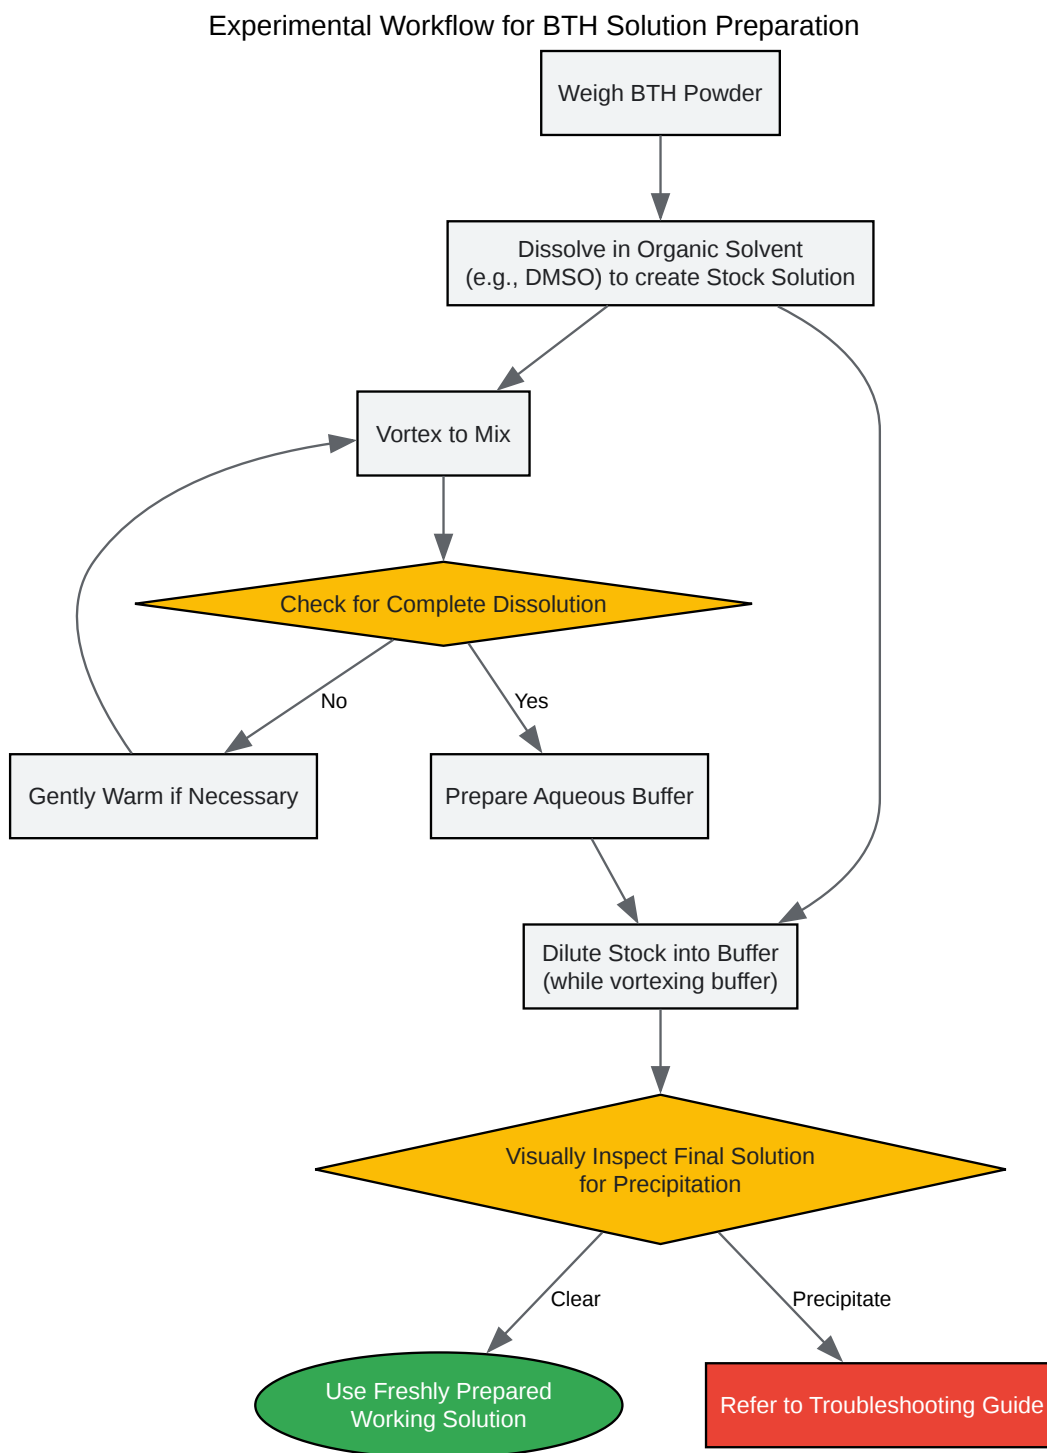 Experimental Workflow for BTH Solution Preparation
Weigh BTH Powder
Dissolve in Organic Solvent
(e.g., DMSO) to create Stock Solution
Vortex to Mix
Check for Complete Dissolution
No
Yes
Gently Warm if Necessary
Prepare Aqueous Buffer
Dilute Stock into Buffer
(while vortexing buffer)
Visually Inspect Final Solution
for Precipitation
Clear
Precipitate
Use Freshly Prepared
Working Solution
Refer to Troubleshooting Guide